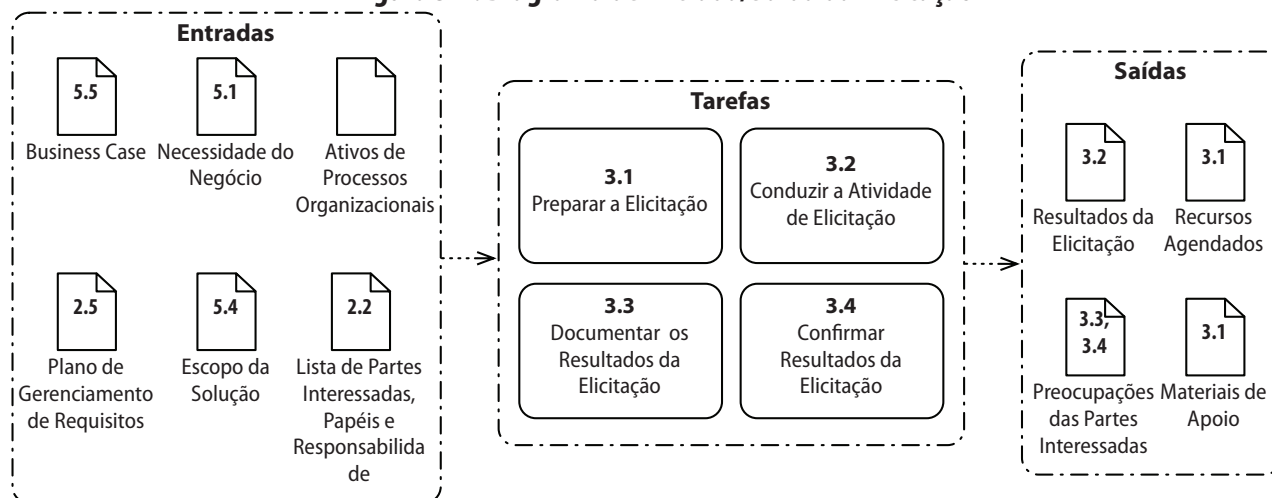 Entradas
5.5
Business Case
5.1
Necessidade do
Negócio
Ativos de
Processos
Organizacionais
2.5
Plano de
Gerenciamento
de Requisitos
5.4
Escopo da
Solução
2.2
Lista de Partes
Interessadas,
Papéis e
Responsabilida
de
Tarefas
3.1
Preparar a Elicitação
3.2
Conduzir a Atividade
de Elicitação
3.3
Documentar os
Resultados da
Elicitação
3.4
Confirmar
Resultados da
Elicitação
Saídas
3.2
Resultados da
Elicitação
3.1
Recursos
Agendados
3.3,
3.4
Preocupações
das Partes
Interessadas
3.1
Materiais de
Apoio